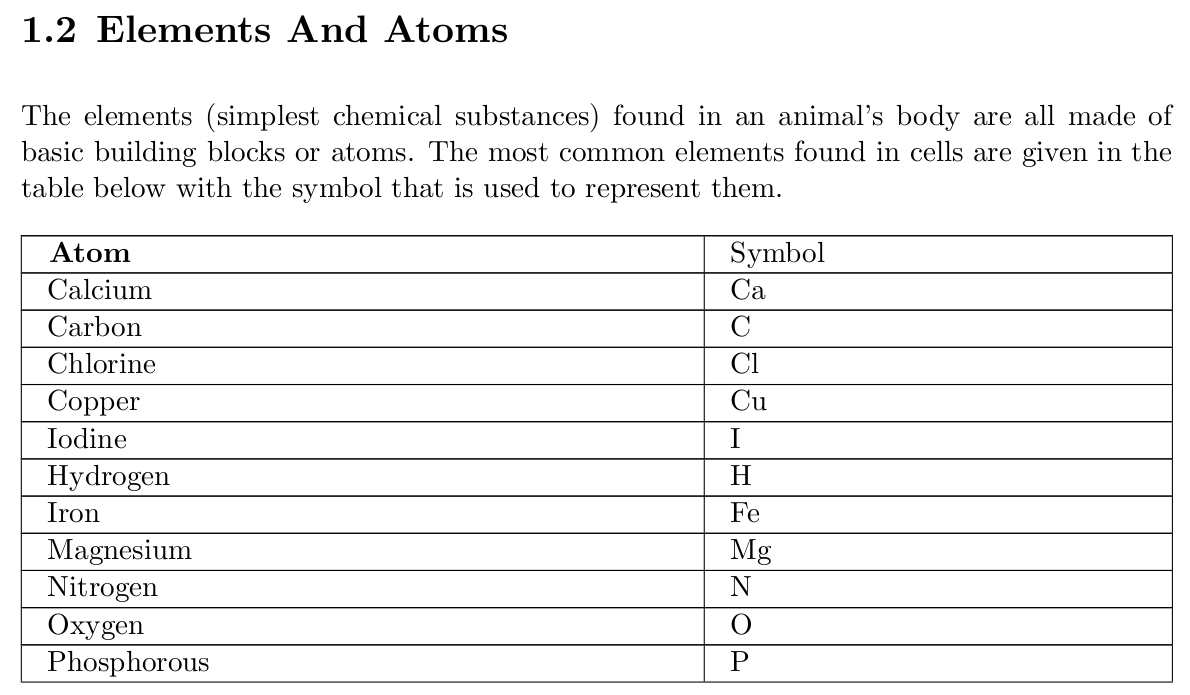 1.2 Elements And Atoms
The elements (simplest chemical substances) found in an animal's body are all made of
basic building blocks or atoms. The most common elements found in cells are given in the
table below with the symbol that is used to represent them.
Atom Symbol
Calcium Ca
Carbon C
Chlorine Cl
Copper Cu
Iodine I
Hydrogen H
Iron Fe
Magnesium Mg
Nitrogen N
Oxygen O
Phosphorous P